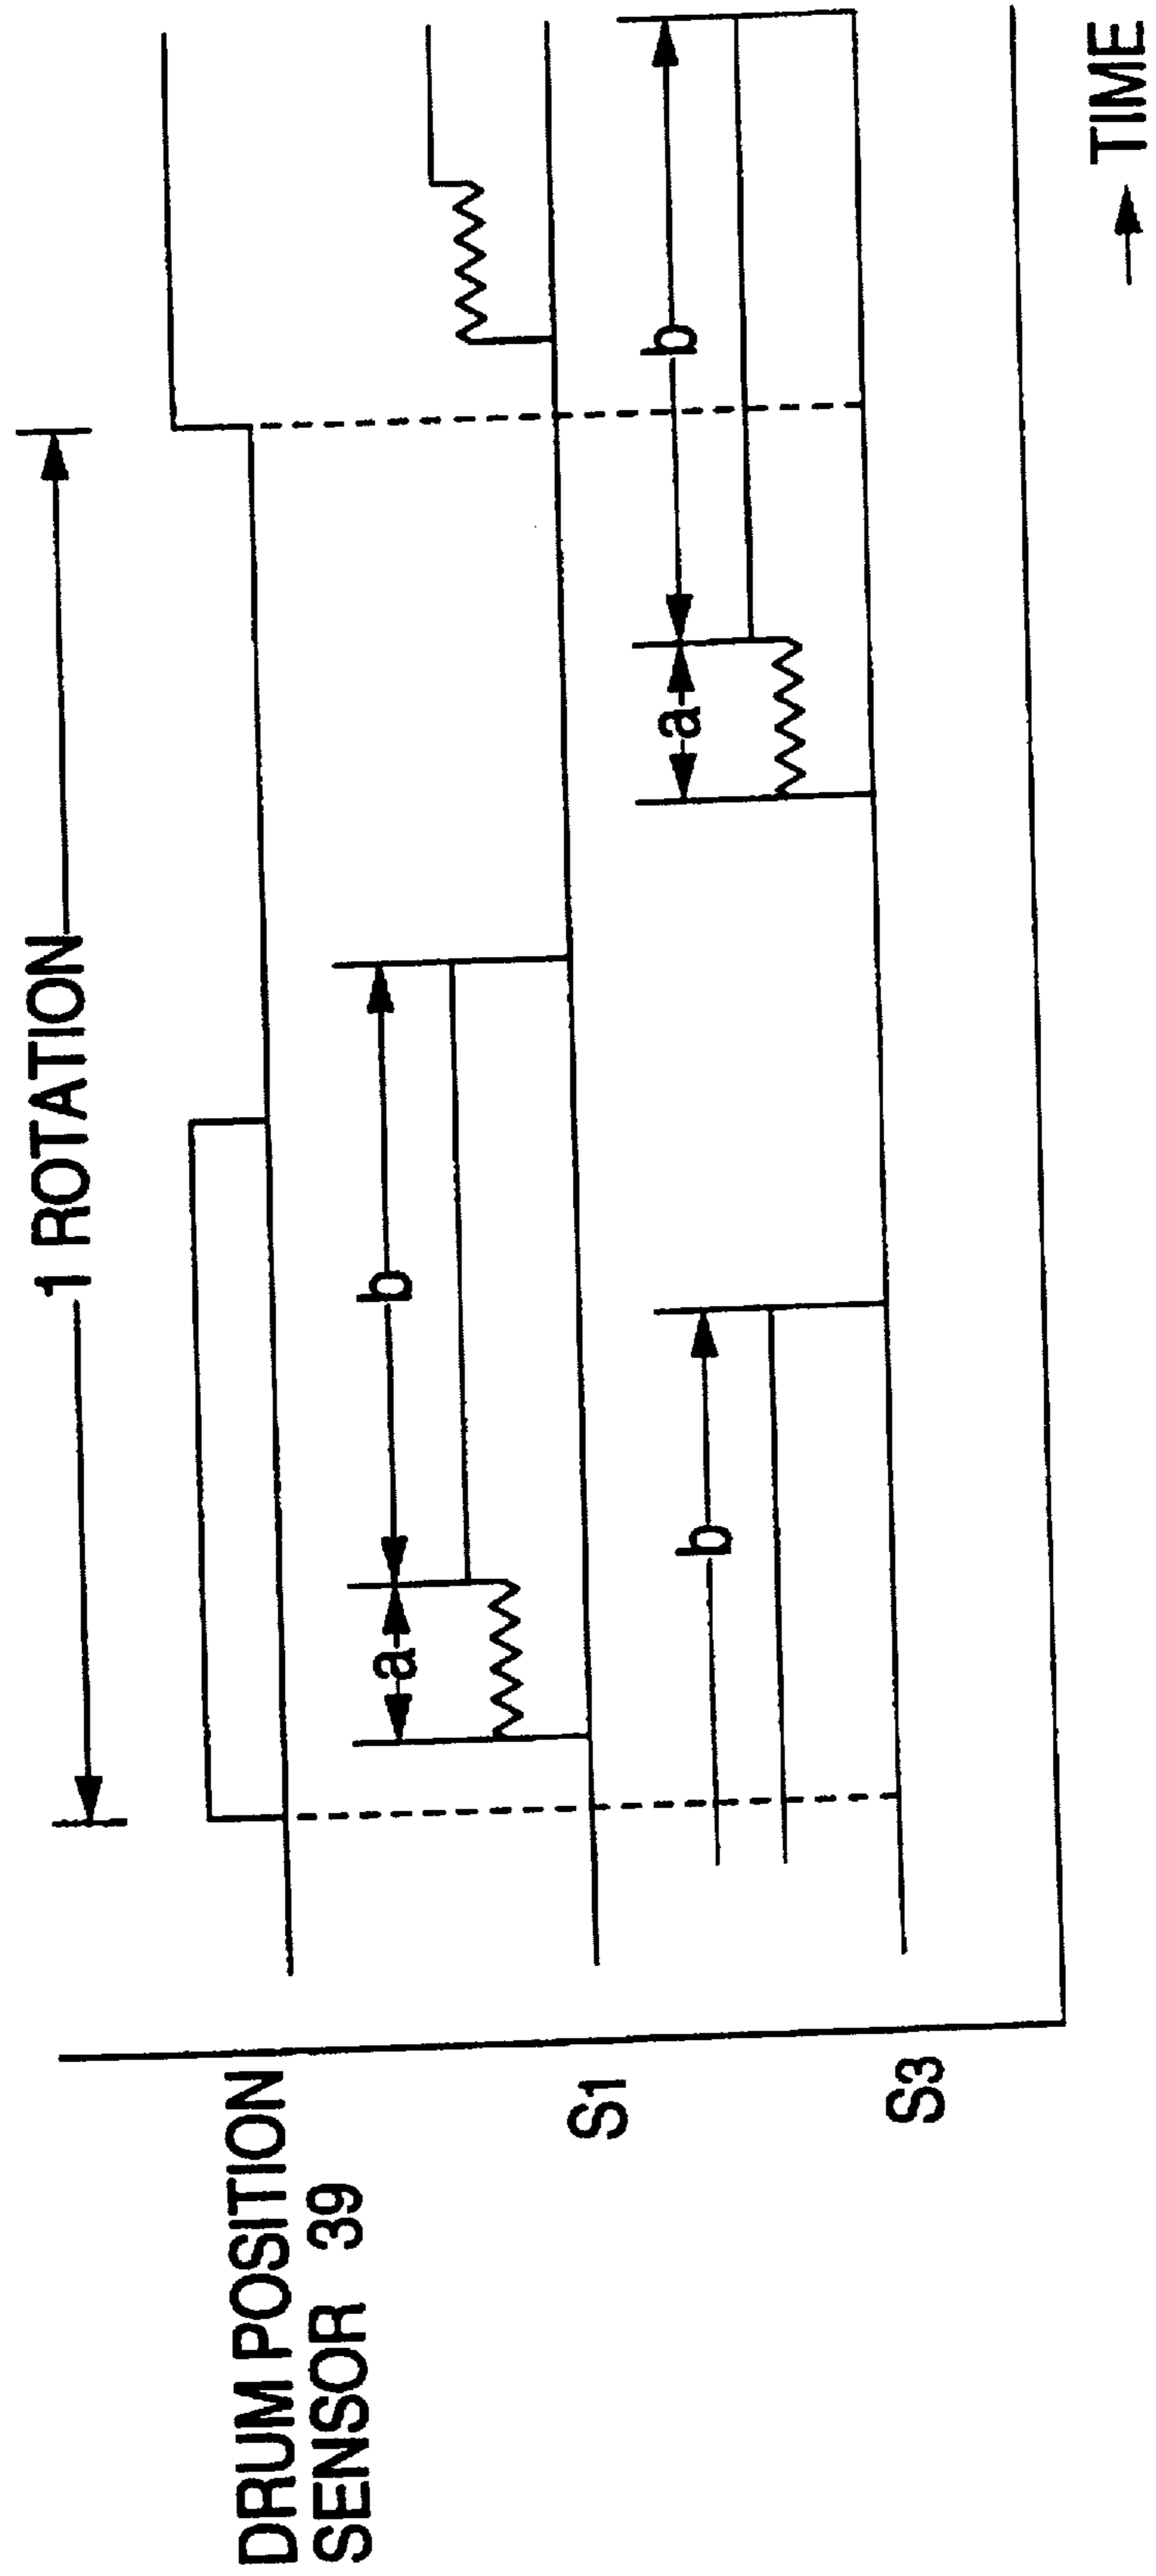 1 ROTATION
DRUM POSITION
SENSOR 39
a
b
S1
b
a
b
S3
TIME